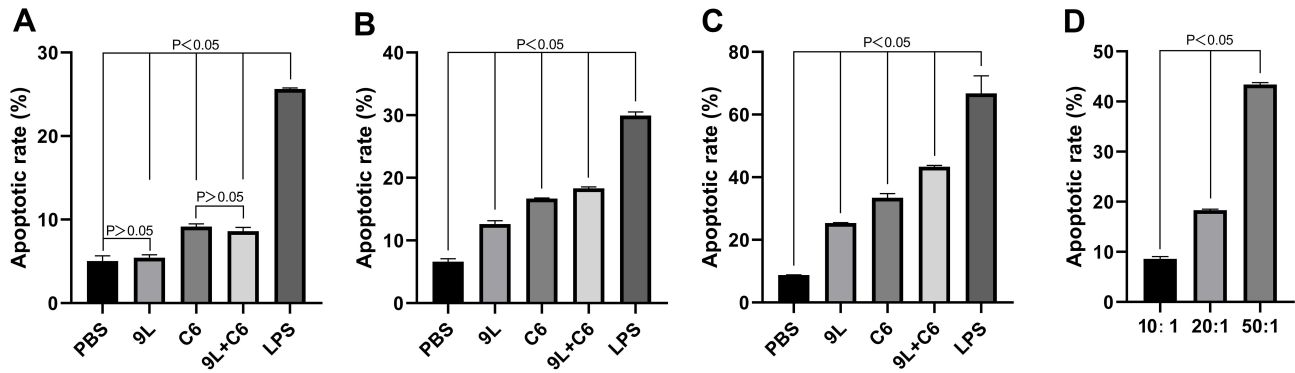 A
Apoptotic rate (%)
30
20
10
0
P<0.05
P>0.05
P>0.05
PBS
9L
C6
9L+C6
LPS
B
Apoptotic rate (%)
40
30
20
10
0
P<0.05
PBS
9L
C6
9L+C6
LPS
C
Apoptotic rate (%)
80
60
40
20
0
P<0.05
PBS
9L
C6
9L+C6
LPS
D
Apoptotic rate (%)
50
40
30
20
10
0
P<0.05
10: 1
20:1
50:1